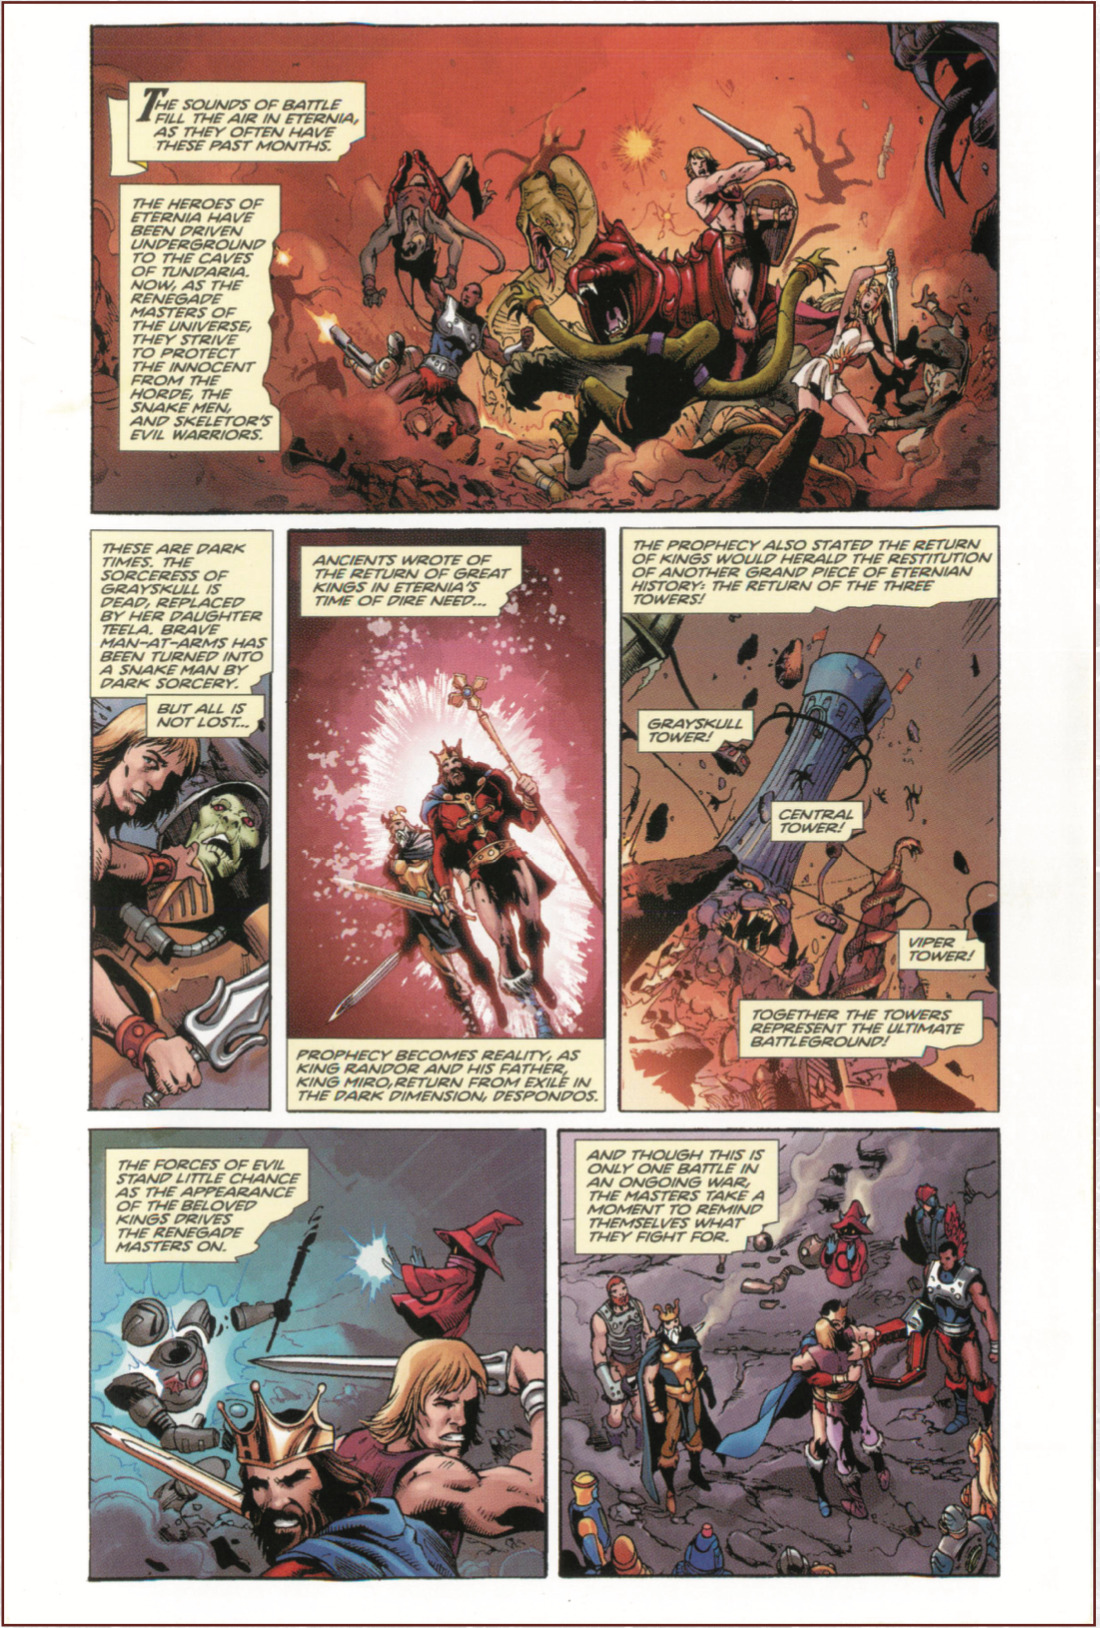 THE SOUNDS OF BATTLE
FILL THE AIR IN ETERNIA,
AS THEY OFTEN HAVE
THESE PAST MONTHS.
THE HEROES OF
ETERNIA HAVE
BEEN DRIVEN
UNDERGROUND
TO THE CAVES
OF TUNDARIA.
NOW, AS THE
RENEGADE
MASTERS OF
THE UNIVERSE,
THEY STRIVE
TO PROTECT
THE INNOCENT
FROM THE
HORDE, THE
SNAKE MEN,
AND SKELETOR'S
EVIL WARRIORS.
THESE ARE DARK
TIMES. THE
SORCERESS OF
GRAYSKULL IS
DEAD, REPLACED
BY HER DAUGHTER
TEELA. BRAVE
MAN-AT-ARMS HAS
BEEN TURNED INTO
A SNAKE MAN BY
DARK SORCERY.
BUT ALL IS
NOT LOST...
ANCIENTS WROTE OF
THE RETURN OF GREAT
KINGS IN ETERNIA'S
TIME OF DIRE NEED...
PROPHECY BECOMES REALITY, AS
KING RANDOR AND HIS FATHER,
KING MIRO, RETURN FROM EXILE IN
THE DARK DIMENSION, DESPONDOS.
THE PROPHECY ALSO STATED THE RETURN
OF KINGS WOULD HERALD THE RESTITUTION
OF ANOTHER GRAND PIECE OF ETERNIAN
HISTORY: THE RETURN OF THE THREE
TOWERS!
GRAYSKULL
TOWER!
CENTRAL
TOWER!
VIPER
TOWER!
TOGETHER THE TOWERS
REPRESENT THE ULTIMATE
BATTLEGROUND!
THE FORCES OF EVIL
STAND LITTLE CHANCE
AS THE APPEARANCE
OF THE BELOVED
KINGS DRIVES
THE RENEGADE
MASTERS ON.
AND THOUGH THIS IS
ONLY ONE BATTLE IN
AN ONGOING WAR,
THE MASTERS TAKE A
MOMENT TO REMIND
THEMSELVES WHAT
THEY FIGHT FOR.